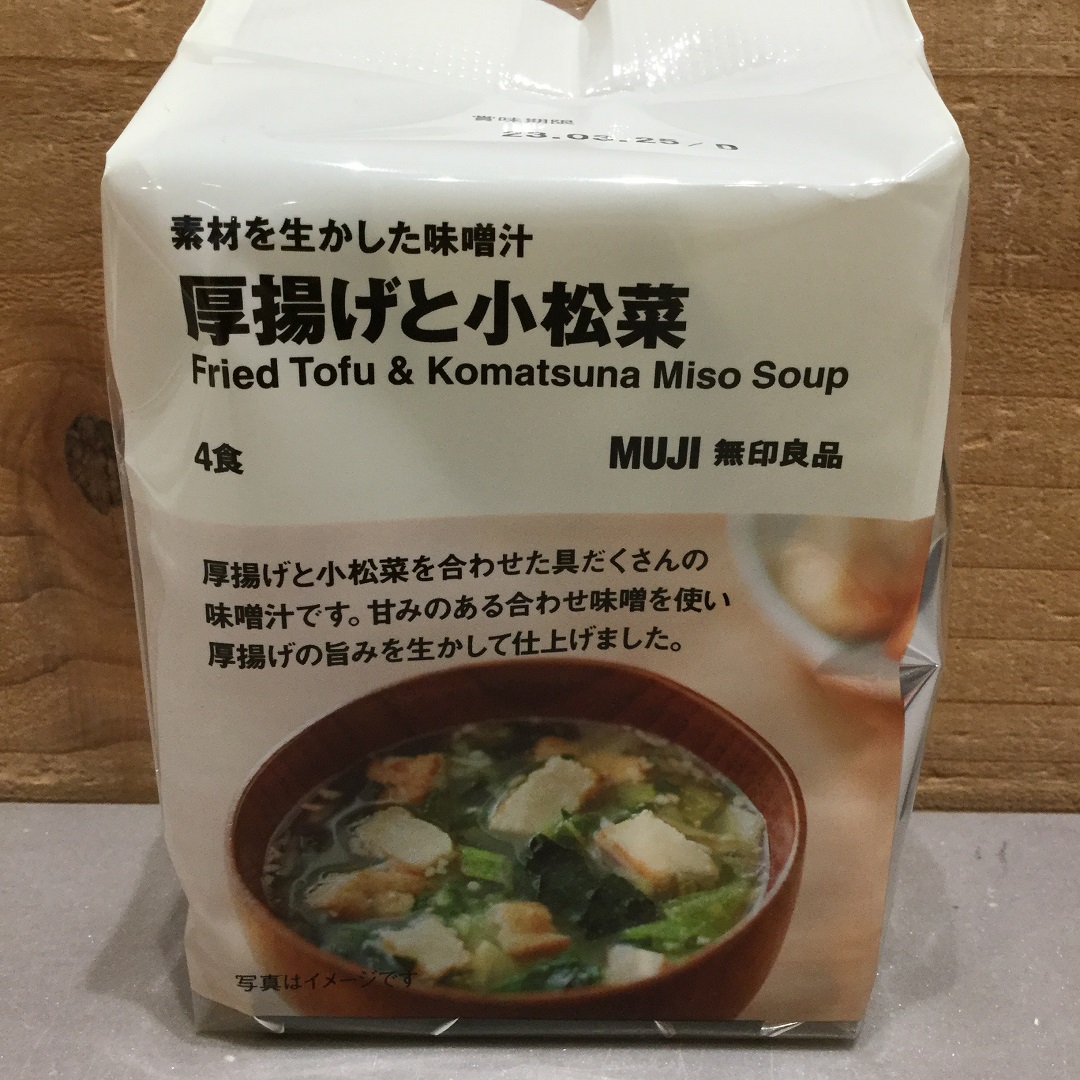 賞味期限
23.03.25/D
素材を生かした味噌汁
厚揚げと小松菜
Fried Tofu & Komatsuna Miso Soup
4食
MUJI 無印良品
厚揚げと小松菜を合わせた具だくさんの
味噌汁です。甘みのある合わせ味噌を使い
厚揚げの旨みを生かして仕上げました。
写真はイメージです